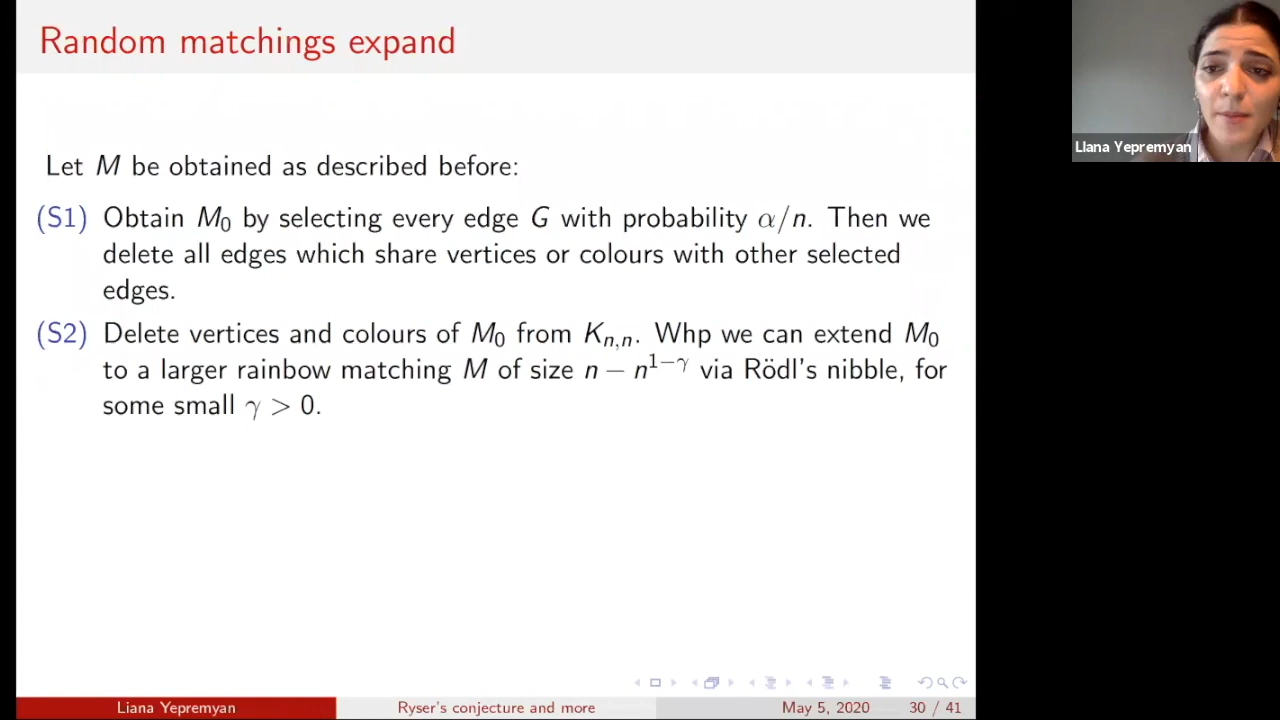 Random matchings expand
Let M be obtained as described before:
(S1) Obtain M₀ by selecting every edge G with probability α/n. Then we
delete all edges which share vertices or colours with other selected
edges.
(S2) Delete vertices and colours of M₀ from Kₙ,ₙ. Whp we can extend M₀
to a larger rainbow matching M of size n − n^{1−γ} via Rödl's nibble, for
some small γ > 0.
LIana Yepremyan
Liana Yepremyan Ryser's conjecture and more May 5, 2020 30 / 41